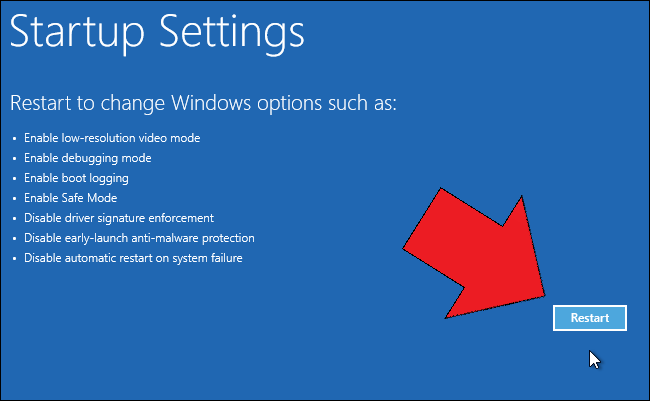 Startup Settings
Restart to change Windows options such as:
Enable low-resolution video mode
Enable debugging mode
Enable boot logging
Enable Safe Mode
Disable driver signature enforcement
Disable early-launch anti-malware protection
Disable automatic restart on system failure
Restart